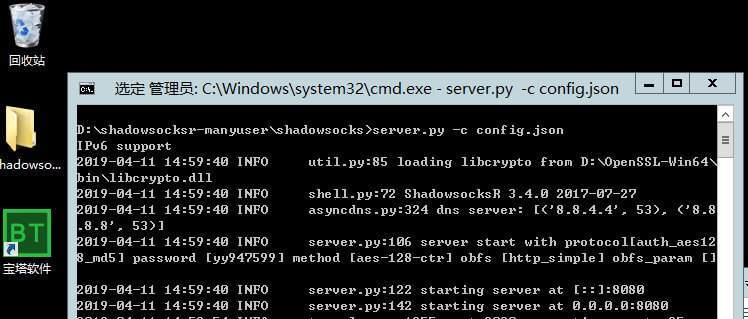 回收站
hadowso...
BT
宝塔软件
选定 管理员: C:\Windows\system32\cmd.exe - server.py -c config.json
D:\shadowsocksr-manyuser\shadowsocks>server.py -c config.json
IPv6 support
2019-04-11 14:59:40 INFO util.py:85 loading libcrypto from D:\OpenSSL-Win64\
bin\libcrypto.dll
2019-04-11 14:59:40 INFO shell.py:72 ShadowsocksR 3.4.0 2017-07-27
2019-04-11 14:59:40 INFO asyncdns.py:324 dns server: [('8.8.4.4', 53), ('8.8
.8.8', 53)]
2019-04-11 14:59:40 INFO server.py:106 server start with protocol[auth_aes12
8_md5] password [yy947599] method [aes-128-ctr] obfs [http_simple] obfs_param []
2019-04-11 14:59:40 INFO server.py:122 starting server at [::]:8080
2019-04-11 14:59:40 INFO server.py:142 starting server at 0.0.0.0:8080